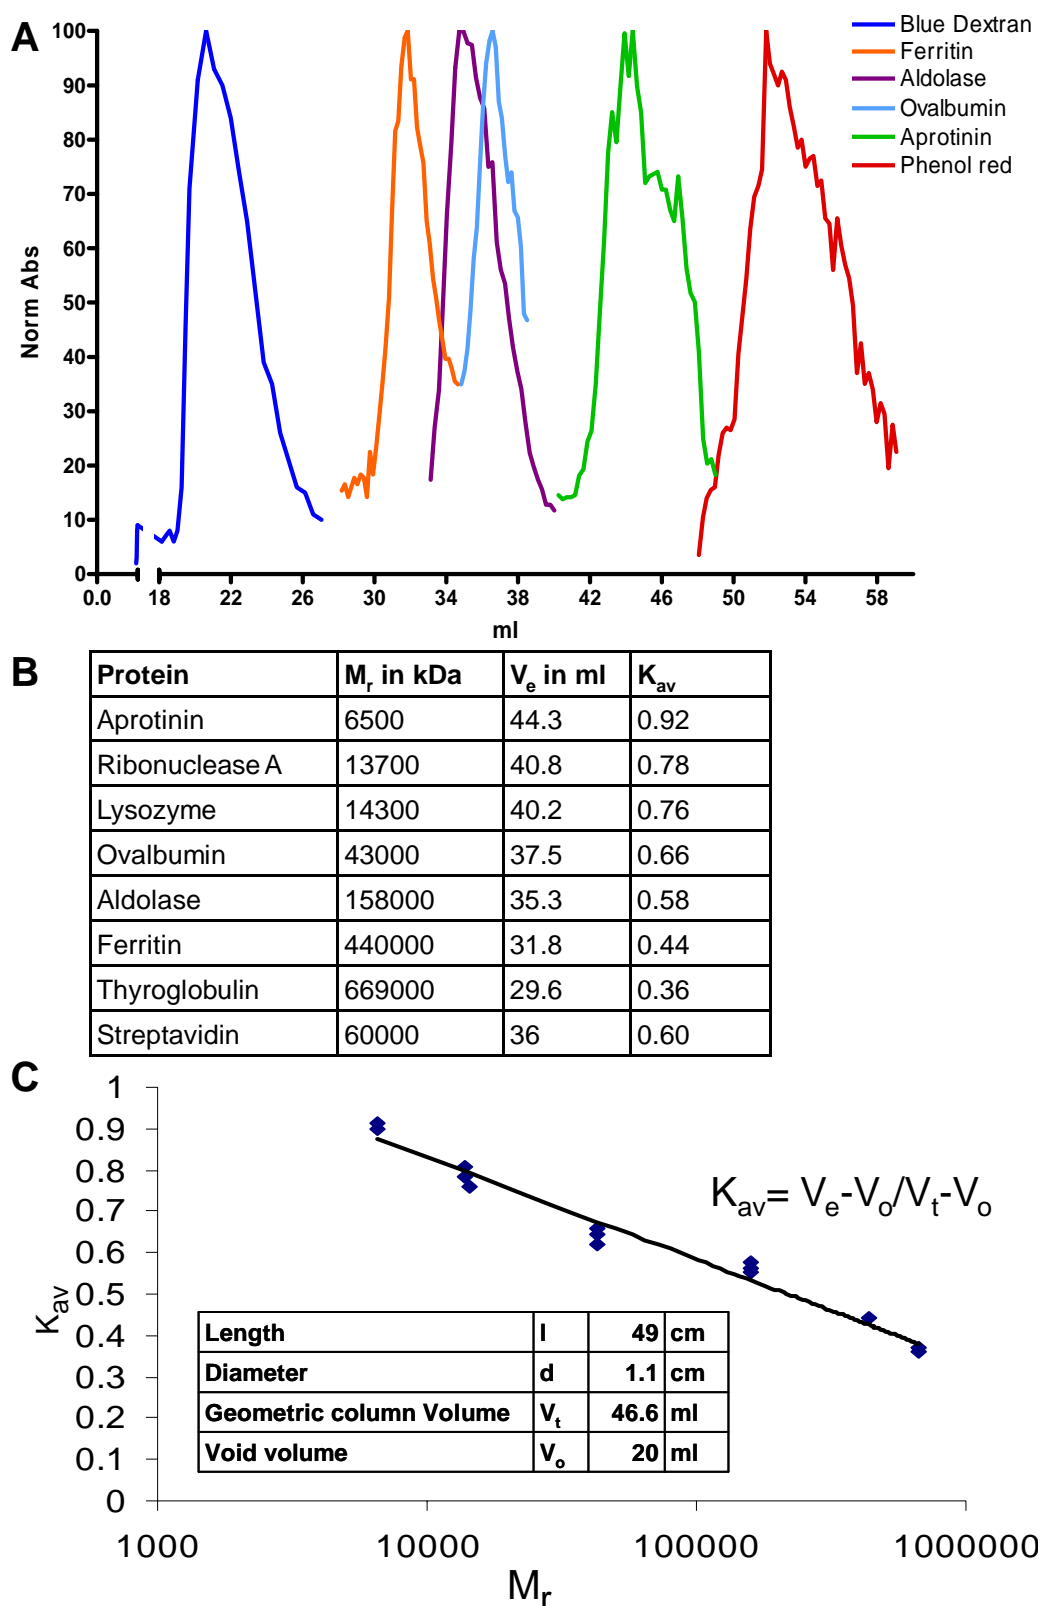 A
Blue Dextran
Ferritin
Aldolase
Ovalbumin
Aprotinin
Phenol red
100
90
80
70
60
50
40
30
20
10
0
Norm Abs
0.0 18 22 26 30 34 38 42 46 50 54 58
ml
B
Protein Mr in kDa Ve in ml Kav
Aprotinin 6500 44.3 0.92
Ribonuclease A 13700 40.8 0.78
Lysozyme 14300 40.2 0.76
Ovalbumin 43000 37.5 0.66
Aldolase 158000 35.3 0.58
Ferritin 440000 31.8 0.44
Thyroglobulin 669000 29.6 0.36
Streptavidin 60000 36 0.60
C
1
0.9
0.8
0.7
0.6
0.5
0.4
0.3
0.2
0.1
0
Kav
Kav= Ve-Vo/Vt-Vo
Length l 49 cm
Diameter d 1.1 cm
Geometric column Volume Vt 46.6 ml
Void volume Vo 20 ml
1000 10000 100000 1000000
Mr